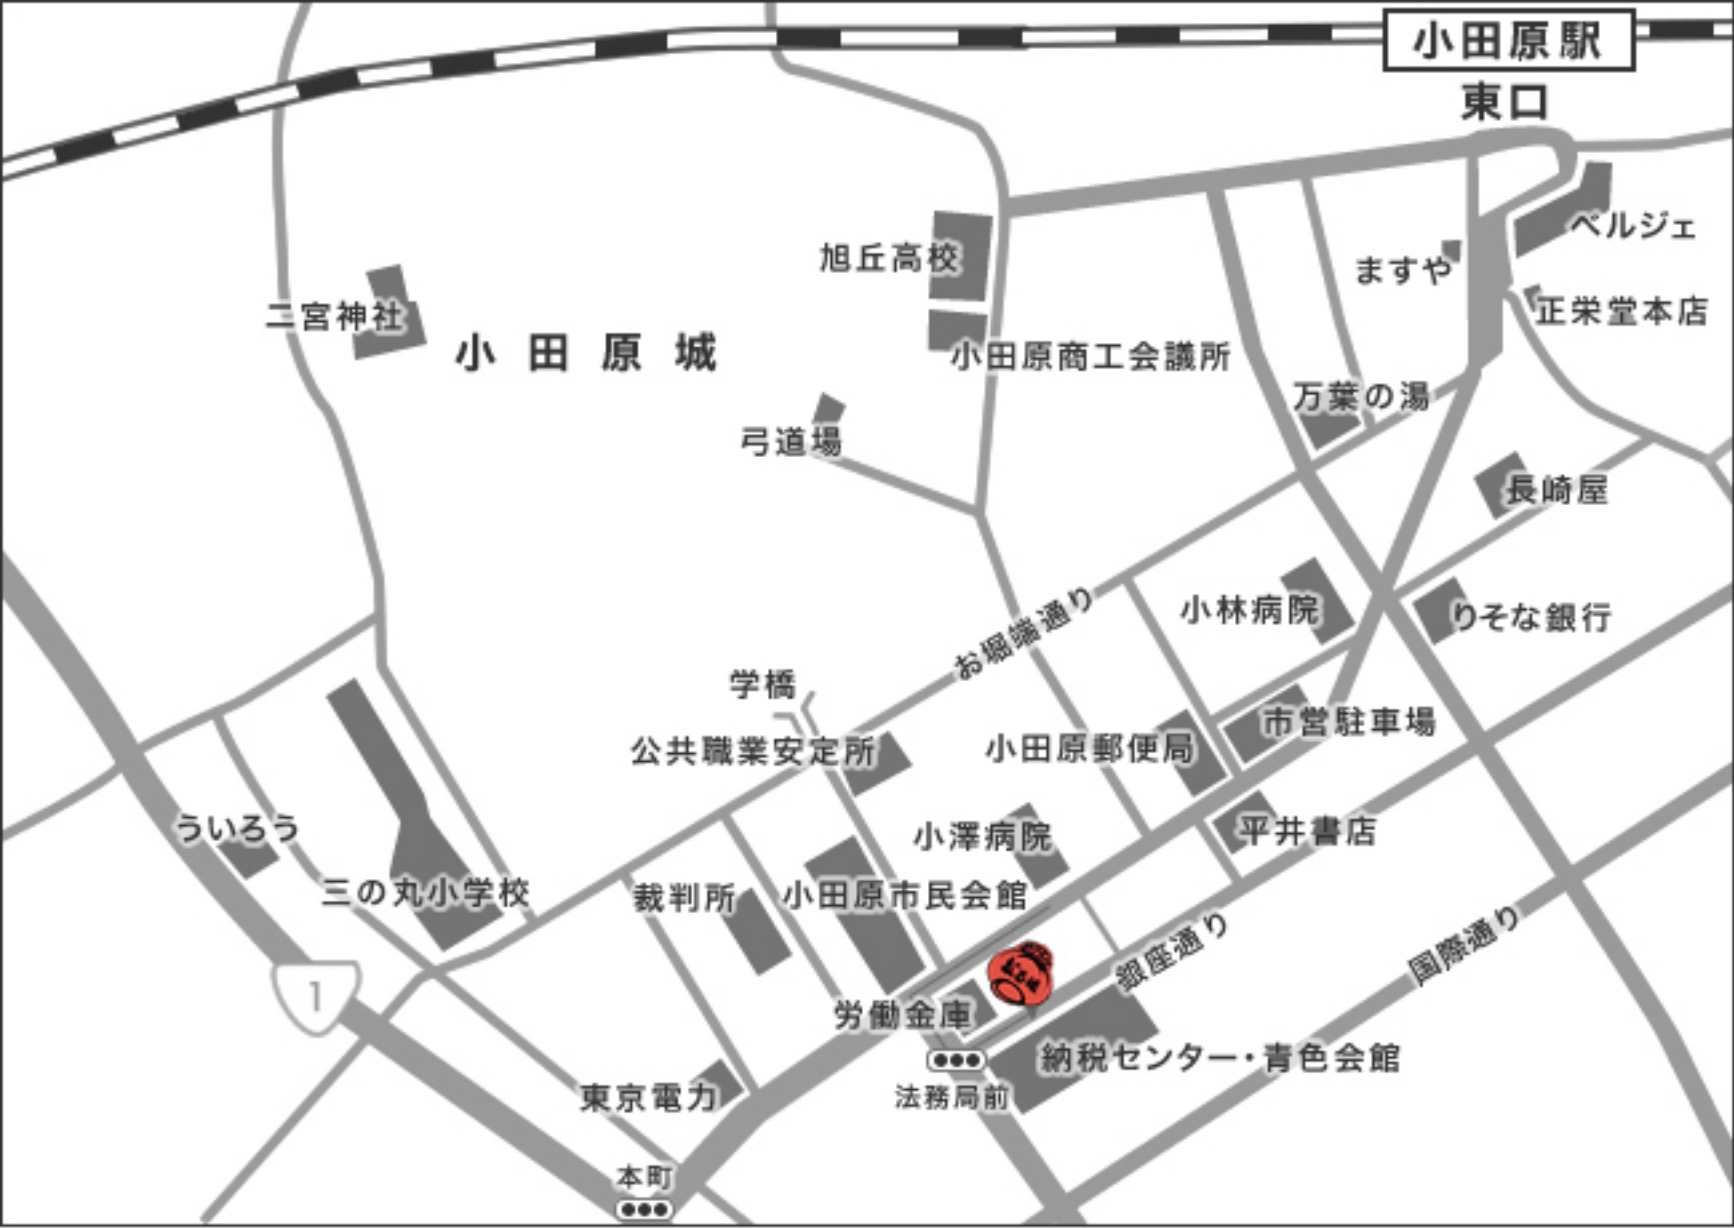 小田原駅
東口
ベルジェ
旭丘高校
ますや
二宮神社
正栄堂本店
小田原城
小田原商工会議所
万葉の湯
弓道場
長崎屋
小林病院
りそな銀行
お堀端通り
学橋
市営駐車場
公共職業安定所
小田原郵便局
ういろう
小澤病院
平井書店
三の丸小学校
裁判所
小田原市民会館
銀座通り
国際通り
1
労働金庫
納税センター・青色会館
東京電力
法務局前
本町